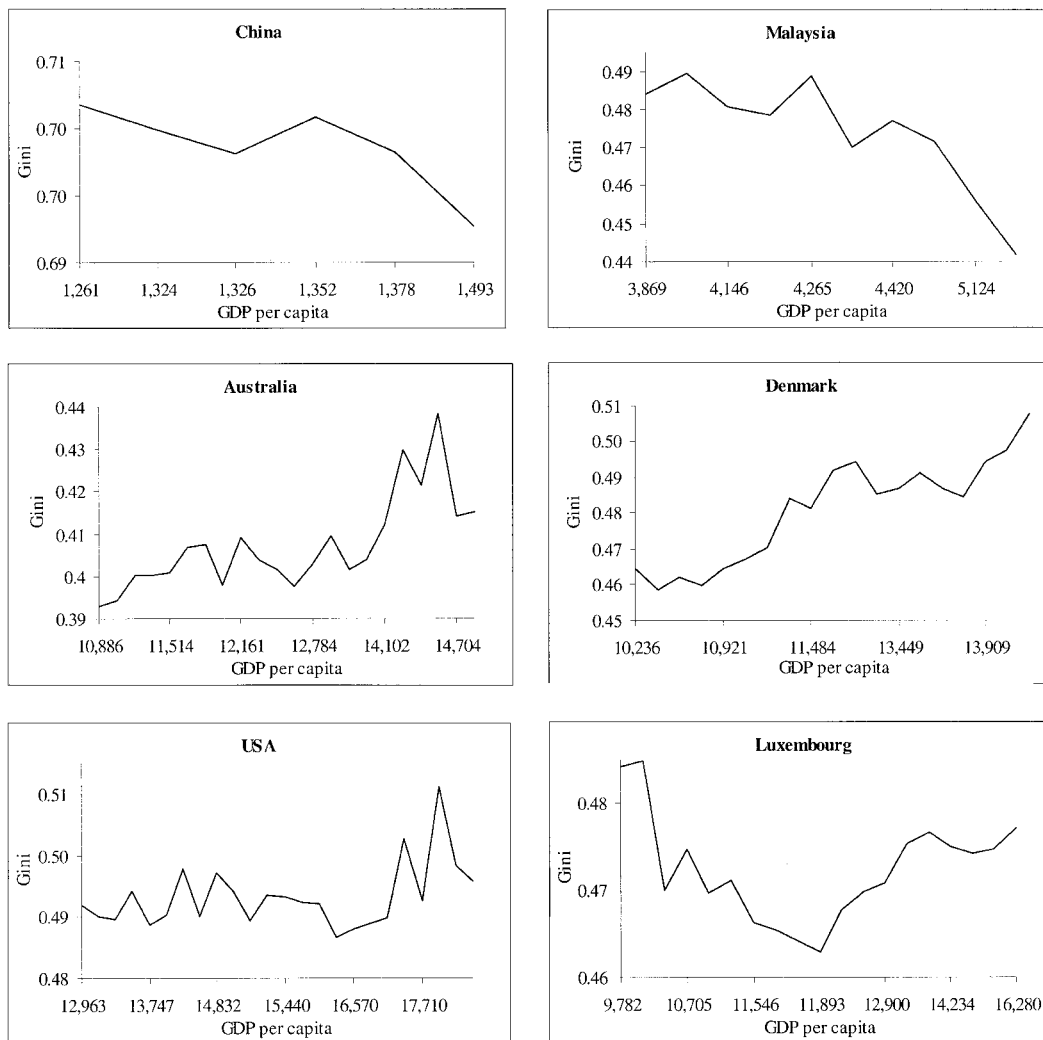 China
0.71
0.70
0.70
0.69
Gini
1,261 1,324 1,326 1,352 1,378 1,493
GDP per capita
Malaysia
0.49
0.48
0.47
0.46
0.45
0.44
Gini
3,869 4,146 4,265 4,420 5,124
GDP per capita
Australia
0.44
0.43
0.42
0.41
0.4
0.39
Gini
10,886 11,514 12,161 12,784 14,102 14,704
GDP per capita
Denmark
0.51
0.50
0.49
0.48
0.47
0.46
0.45
Gini
10,236 10,921 11,484 13,449 13,909
GDP per capita
USA
0.51
0.50
0.49
0.48
Gini
12,963 13,747 14,832 15,440 16,570 17,710
GDP per capita
Luxembourg
0.48
0.47
0.46
Gini
9,782 10,705 11,546 11,893 12,900 14,234 16,280
GDP per capita